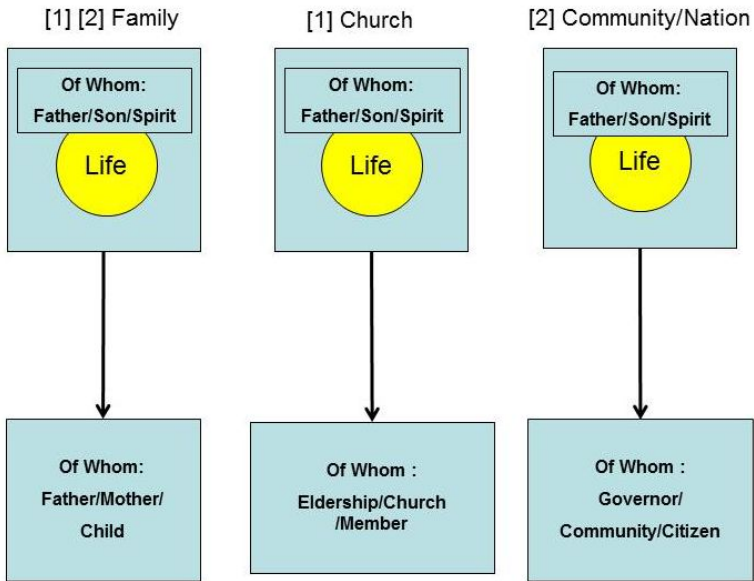 [1] [2] Family
[1] Church
[2] Community/Nation
Of Whom:
Father/Son/Spirit
Life
Of Whom:
Father/Son/Spirit
Life
Of Whom:
Father/Son/Spirit
Life
Of Whom:
Father/Mother/
Child
Of Whom :
Eldership/Church
/Member
Of Whom :
Governor/
Community/Citizen